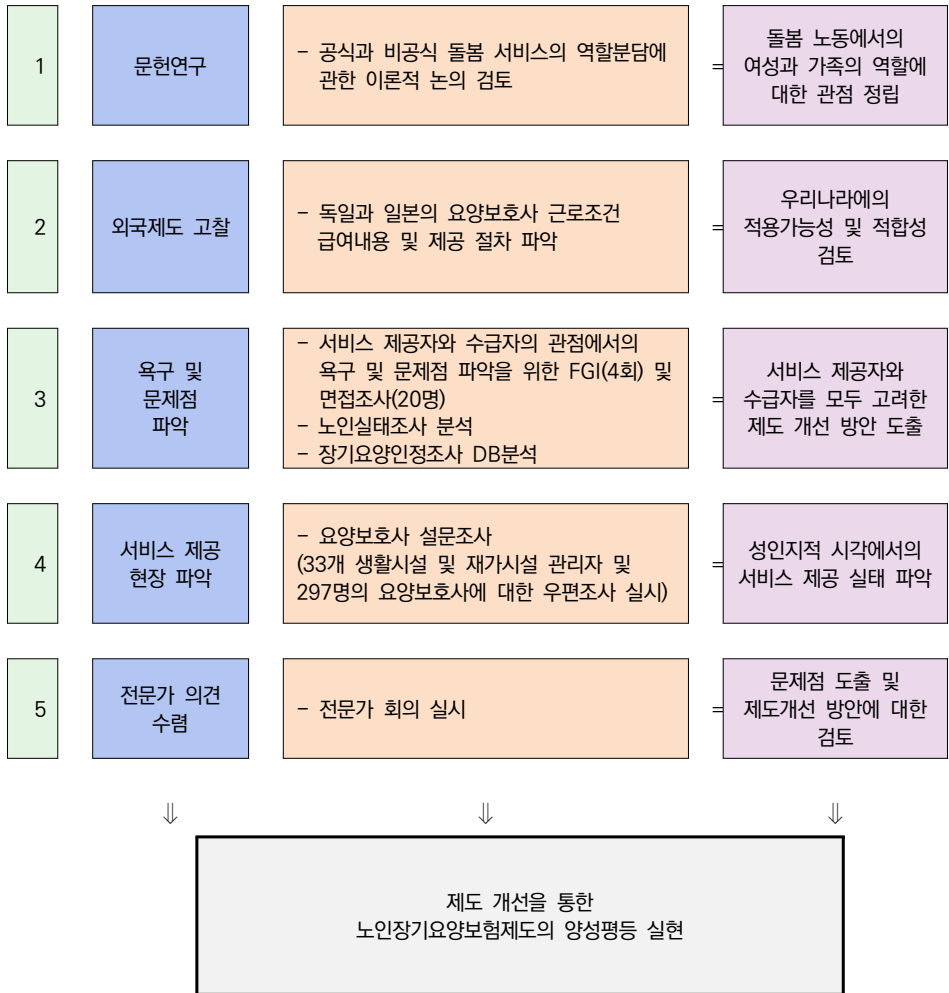 1
문헌연구
- 공식과 비공식 돌봄 서비스의 역할분담에
관한 이론적 논의 검토
=
돌봄 노동에서의
여성과 가족의 역할에
대한 관점 정립
2
외국제도 고찰
- 독일과 일본의 요양보호사 근로조건
급여내용 및 제공 절차 파악
=
우리나라에의
적용가능성 및 적합성
검토
3
욕구 및
문제점
파악
- 서비스 제공자와 수급자의 관점에서의
욕구 및 문제점 파악을 위한 FGI(4회) 및
면접조사(20명)
- 노인실태조사 분석
- 장기요양인정조사 DB분석
=
서비스 제공자와
수급자를 모두 고려한
제도 개선 방안 도출
4
서비스 제공
현장 파악
- 요양보호사 설문조사
(33개 생활시설 및 재가시설 관리자 및
297명의 요양보호사에 대한 우편조사 실시)
=
성인지적 시각에서의
서비스 제공 실태 파악
5
전문가 의견
수렴
- 전문가 회의 실시
=
문제점 도출 및
제도개선 방안에 대한
검토
⇓ ⇓ ⇓
제도 개선을 통한
노인장기요양보험제도의 양성평등 실현